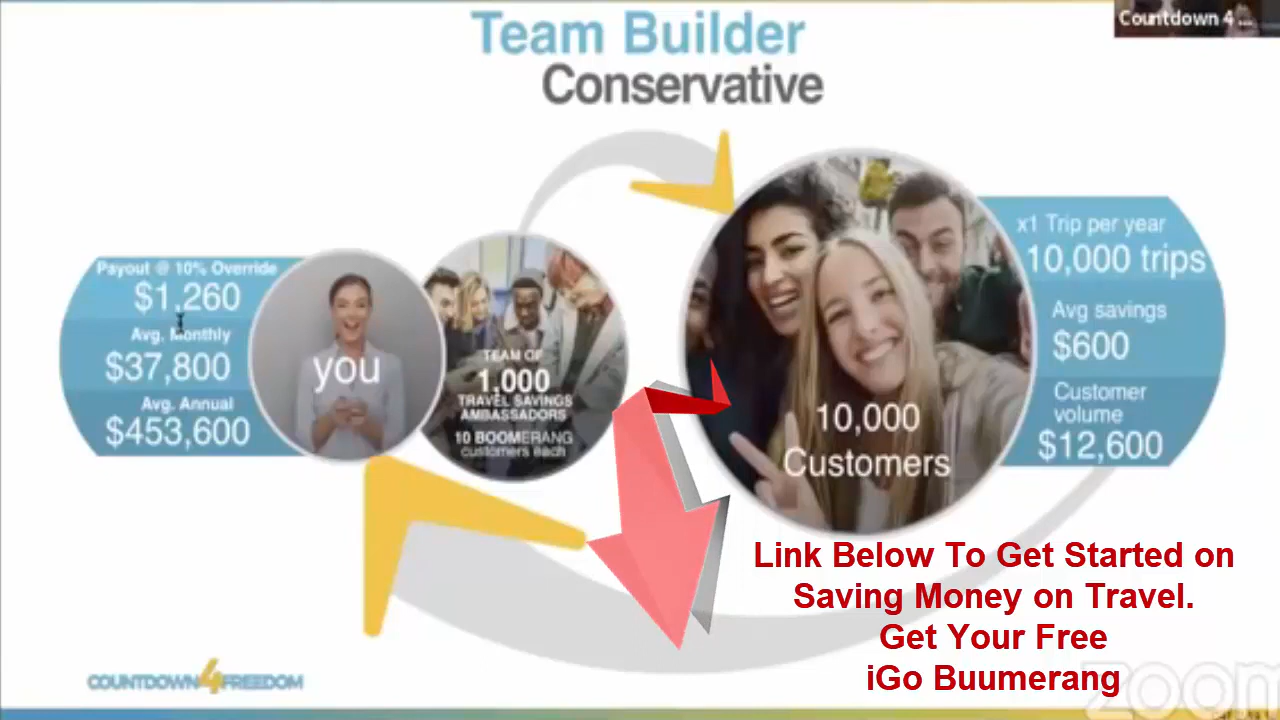 Countdown 4 ...
Team Builder
Conservative
Payout @ 10% Override
$1,260
Avg. Monthly
$37,800
Avg. Annual
$453,600
you
TEAM OF
1,000
TRAVEL SAVINGS
AMBASSADORS
10 BOOMERANG
customers each
10,000
Customers
x1 Trip per year
10,000 trips
Avg savings
$600
Customer
volume
$12,600
Link Below To Get Started on
Saving Money on Travel.
Get Your Free
iGo Buumerang
COUNTDOWN4FREEDOM
zoom